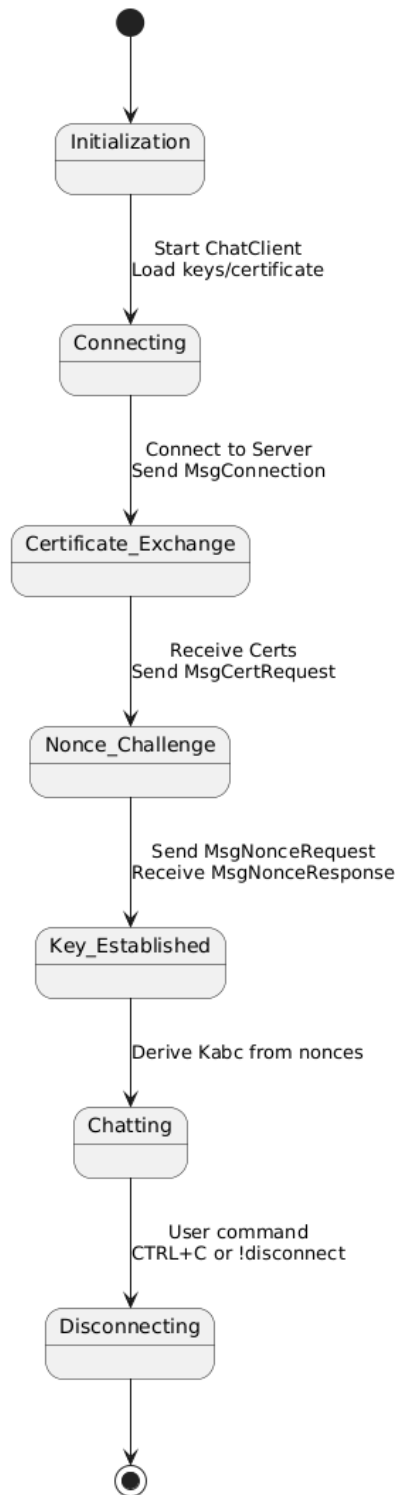 Initialization
Start ChatClient
Load keys/certificate
Connecting
Connect to Server
Send MsgConnection
Certificate_Exchange
Receive Certs
Send MsgCertRequest
Nonce_Challenge
Send MsgNonceRequest
Receive MsgNonceResponse
Key_Established
Derive Kabc from nonces
Chatting
User command
CTRL+C or !disconnect
Disconnecting